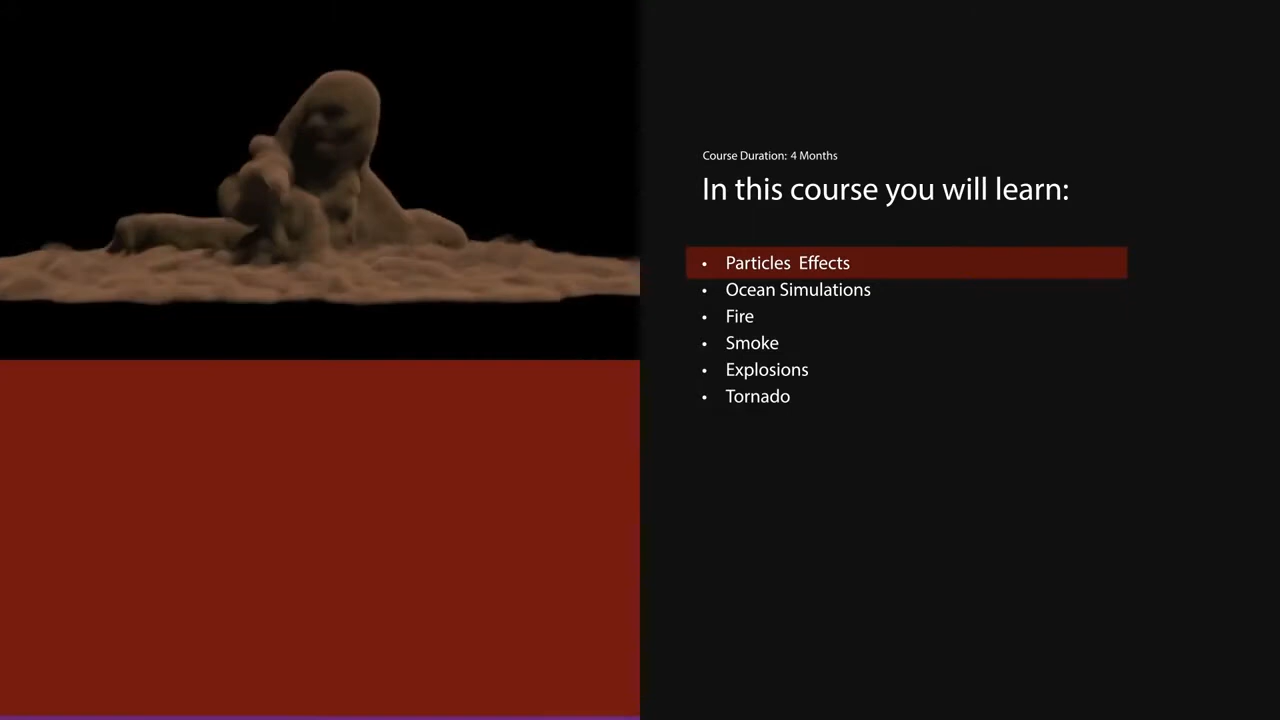 Course Duration: 4 Months
In this course you will learn:
• Particles Effects
• Ocean Simulations
• Fire
• Smoke
• Explosions
• Tornado